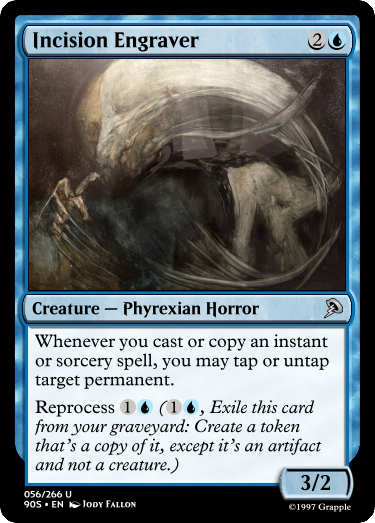 Incision Engraver 2
Creature — Phyrexian Horror
Whenever you cast or copy an instant
or sorcery spell, you may tap or untap
target permanent.
Reprocess 1 (1, Exile this card
from your graveyard: Create a token
that's a copy of it, except it's an artifact
and not a creature.)
3/2
056/266 U
90S • EN Jody Fallon
©1997 Grapple